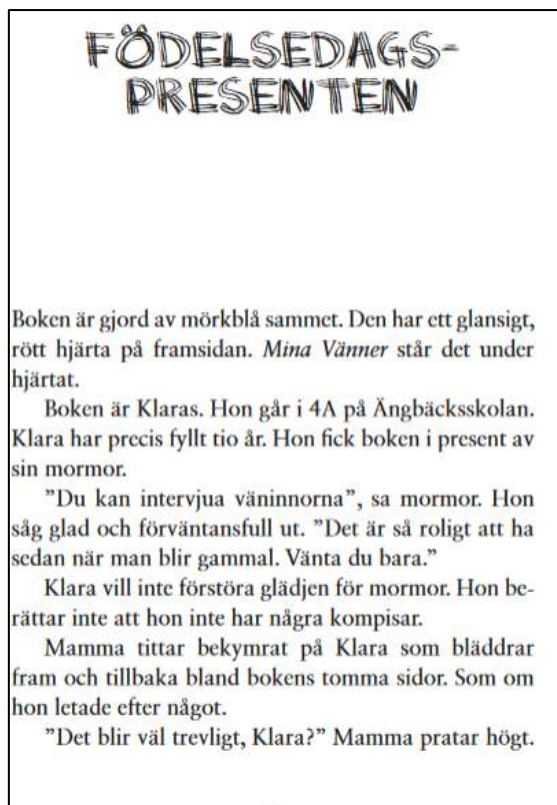 FÖDELSEDAGS-
PRESENTEN
Boken är gjord av mörkblå sammet. Den har ett glansigt,
rött hjärta på framsidan. Mina Vänner står det under
hjärtat.
Boken är Klaras. Hon går i 4A på Ängbäcksskolan.
Klara har precis fyllt tio år. Hon fick boken i present av
sin mormor.
”Du kan intervjua väninnorna”, sa mormor. Hon
såg glad och förväntansfull ut. ”Det är så roligt att ha
sedan när man blir gammal. Vänta du bara.”
Klara vill inte förstöra glädjen för mormor. Hon be-
rättar inte att hon inte har några kompisar.
Mamma tittar bekymrat på Klara som bläddrar
fram och tillbaka bland bokens tomma sidor. Som om
hon letade efter något.
”Det blir väl trevligt, Klara?” Mamma pratar högt.